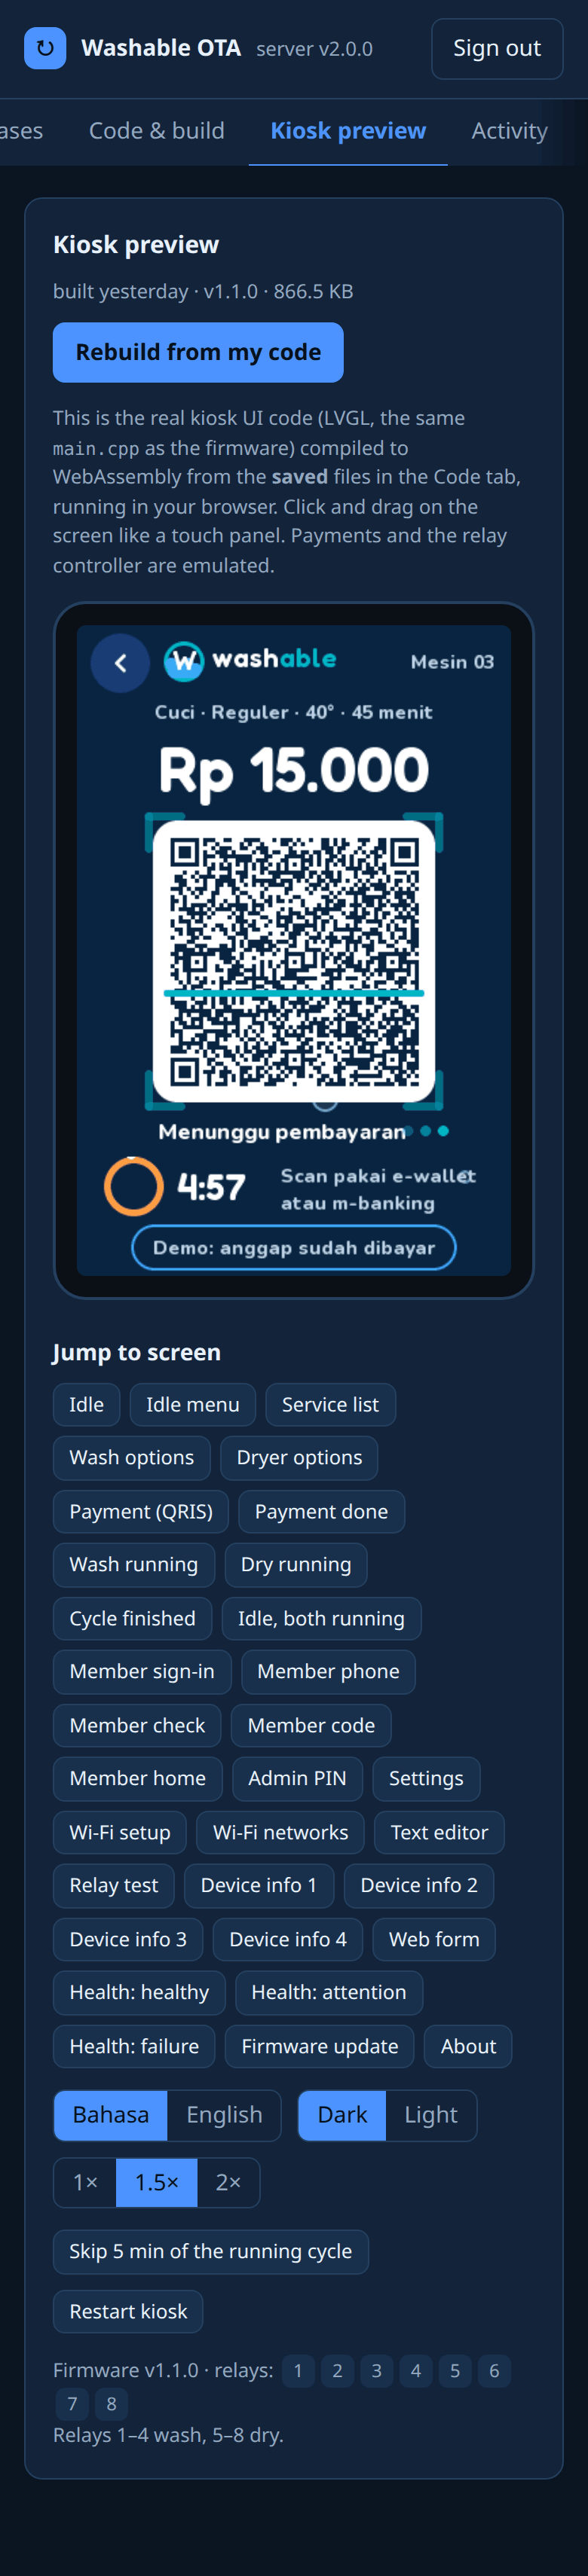 Washable OTA server v2.0.0 Sign out
ases Code & build Kiosk preview Activity
Kiosk preview
built yesterday · v1.1.0 · 866.5 KB
Rebuild from my code
This is the real kiosk UI code (LVGL, the same
main.cpp as the firmware) compiled to
WebAssembly from the saved files in the Code tab,
running in your browser. Click and drag on the
screen like a touch panel. Payments and the relay
controller are emulated.
W washable Mesin 03
Cuci · Reguler · 40° · 45 menit
Rp 15.000
Menunggu pembayaran
4:57 Scan pakai e-wallet
atau m-banking
Demo: anggap sudah dibayar
Jump to screen
Idle Idle menu Service list
Wash options Dryer options
Payment (QRIS) Payment done
Wash running Dry running
Cycle finished Idle, both running
Member sign-in Member phone
Member check Member code
Member home Admin PIN Settings
Wi-Fi setup Wi-Fi networks Text editor
Relay test Device info 1 Device info 2
Device info 3 Device info 4 Web form
Health: healthy Health: attention
Health: failure Firmware update About
Bahasa English Dark Light
1× 1.5× 2×
Skip 5 min of the running cycle
Restart kiosk
Firmware v1.1.0 · relays: 1 2 3 4 5 6
7 8
Relays 1–4 wash, 5–8 dry.